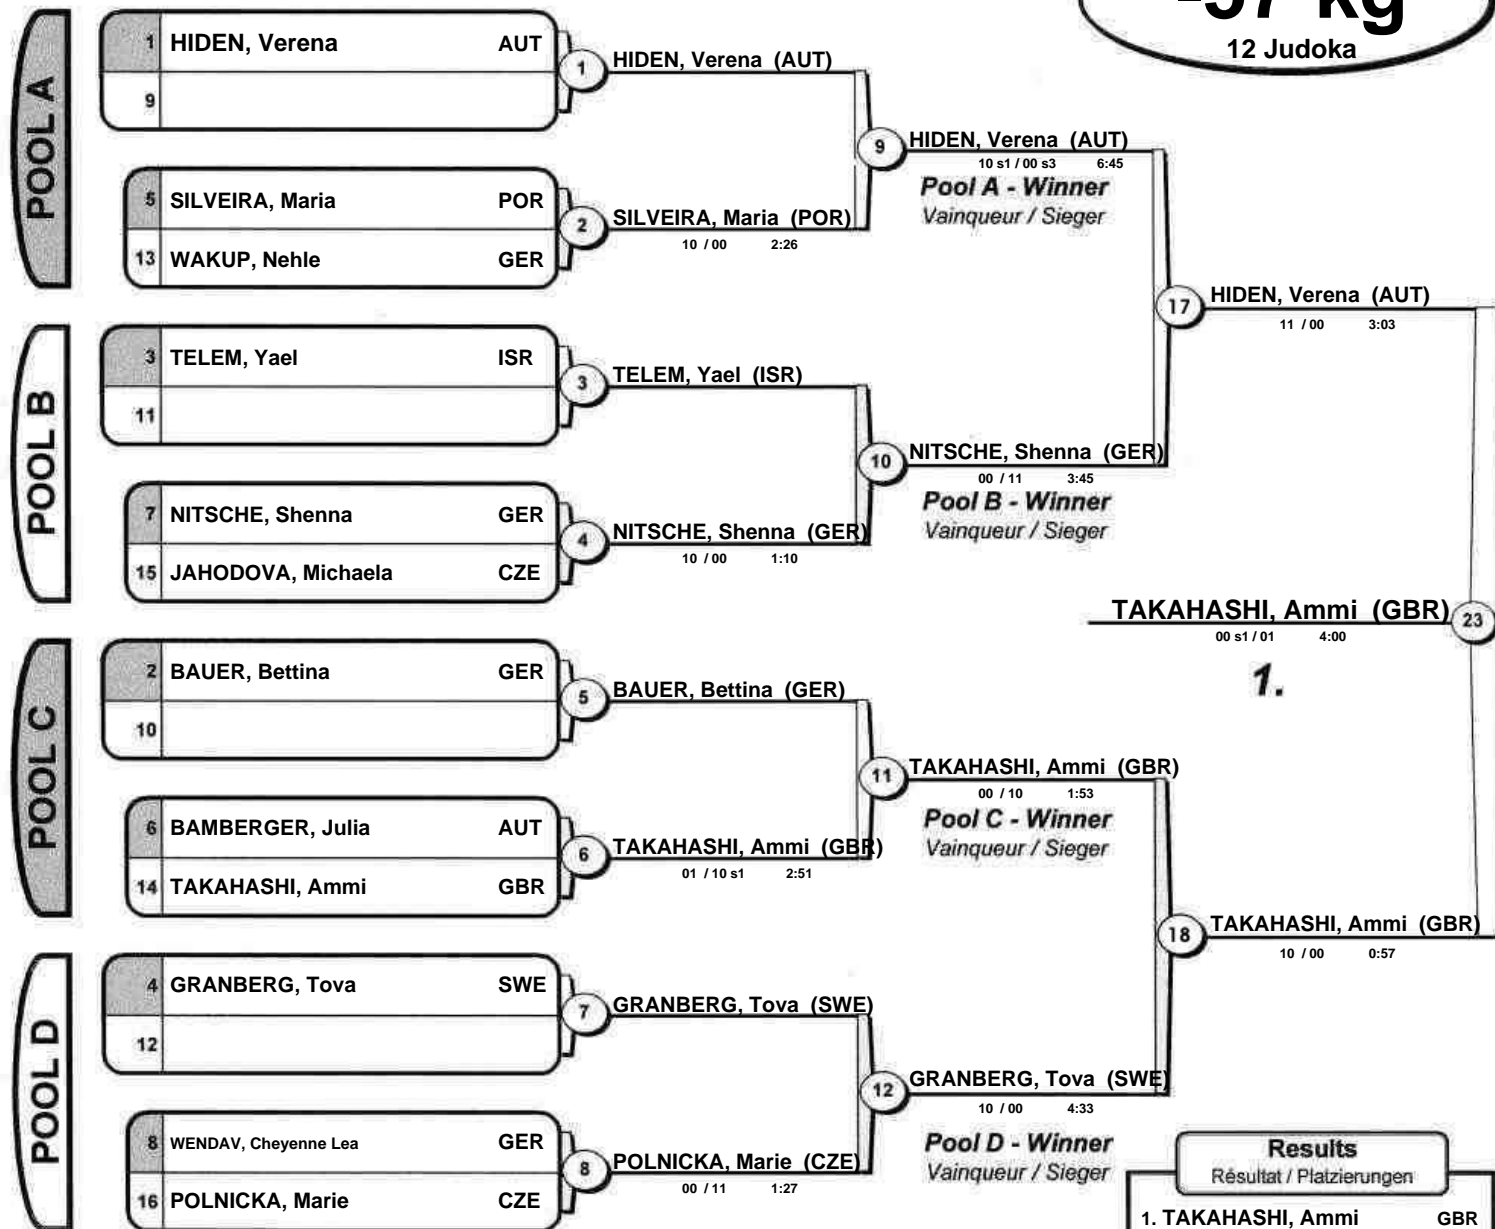 -57 kg
12 Judoka
POOL A
1 HIDEN, Verena AUT
9
1
HIDEN, Verena (AUT)
5 SILVEIRA, Maria POR
13 WAKUP, Nehle GER
2
SILVEIRA, Maria (POR)
10 / 00 2:26
9
HIDEN, Verena (AUT)
10 s1 / 00 s3 6:45
Pool A - Winner
Vainqueur / Sieger
POOL B
3 TELEM, Yael ISR
11
3
TELEM, Yael (ISR)
7 NITSCHE, Shenna GER
15 JAHODOVA, Michaela CZE
4
NITSCHE, Shenna (GER)
10 / 00 1:10
10
NITSCHE, Shenna (GER)
00 / 11 3:45
Pool B - Winner
Vainqueur / Sieger
17
HIDEN, Verena (AUT)
11 / 00 3:03
TAKAHASHI, Ammi (GBR)
23
00 s1 / 01 4:00
1.
POOL C
2 BAUER, Bettina GER
10
5
BAUER, Bettina (GER)
6 BAMBERGER, Julia AUT
14 TAKAHASHI, Ammi GBR
6
TAKAHASHI, Ammi (GBR)
01 / 10 s1 2:51
11
TAKAHASHI, Ammi (GBR)
00 / 10 1:53
Pool C - Winner
Vainqueur / Sieger
POOL D
4 GRANBERG, Tova SWE
12
7
GRANBERG, Tova (SWE)
8 WENDAV, Cheyenne Lea GER
16 POLNICKA, Marie CZE
8
POLNICKA, Marie (CZE)
00 / 11 1:27
12
GRANBERG, Tova (SWE)
10 / 00 4:33
Pool D - Winner
Vainqueur / Sieger
18
TAKAHASHI, Ammi (GBR)
10 / 00 0:57
Results
Résultat / Platzierungen
1. TAKAHASHI, Ammi GBR